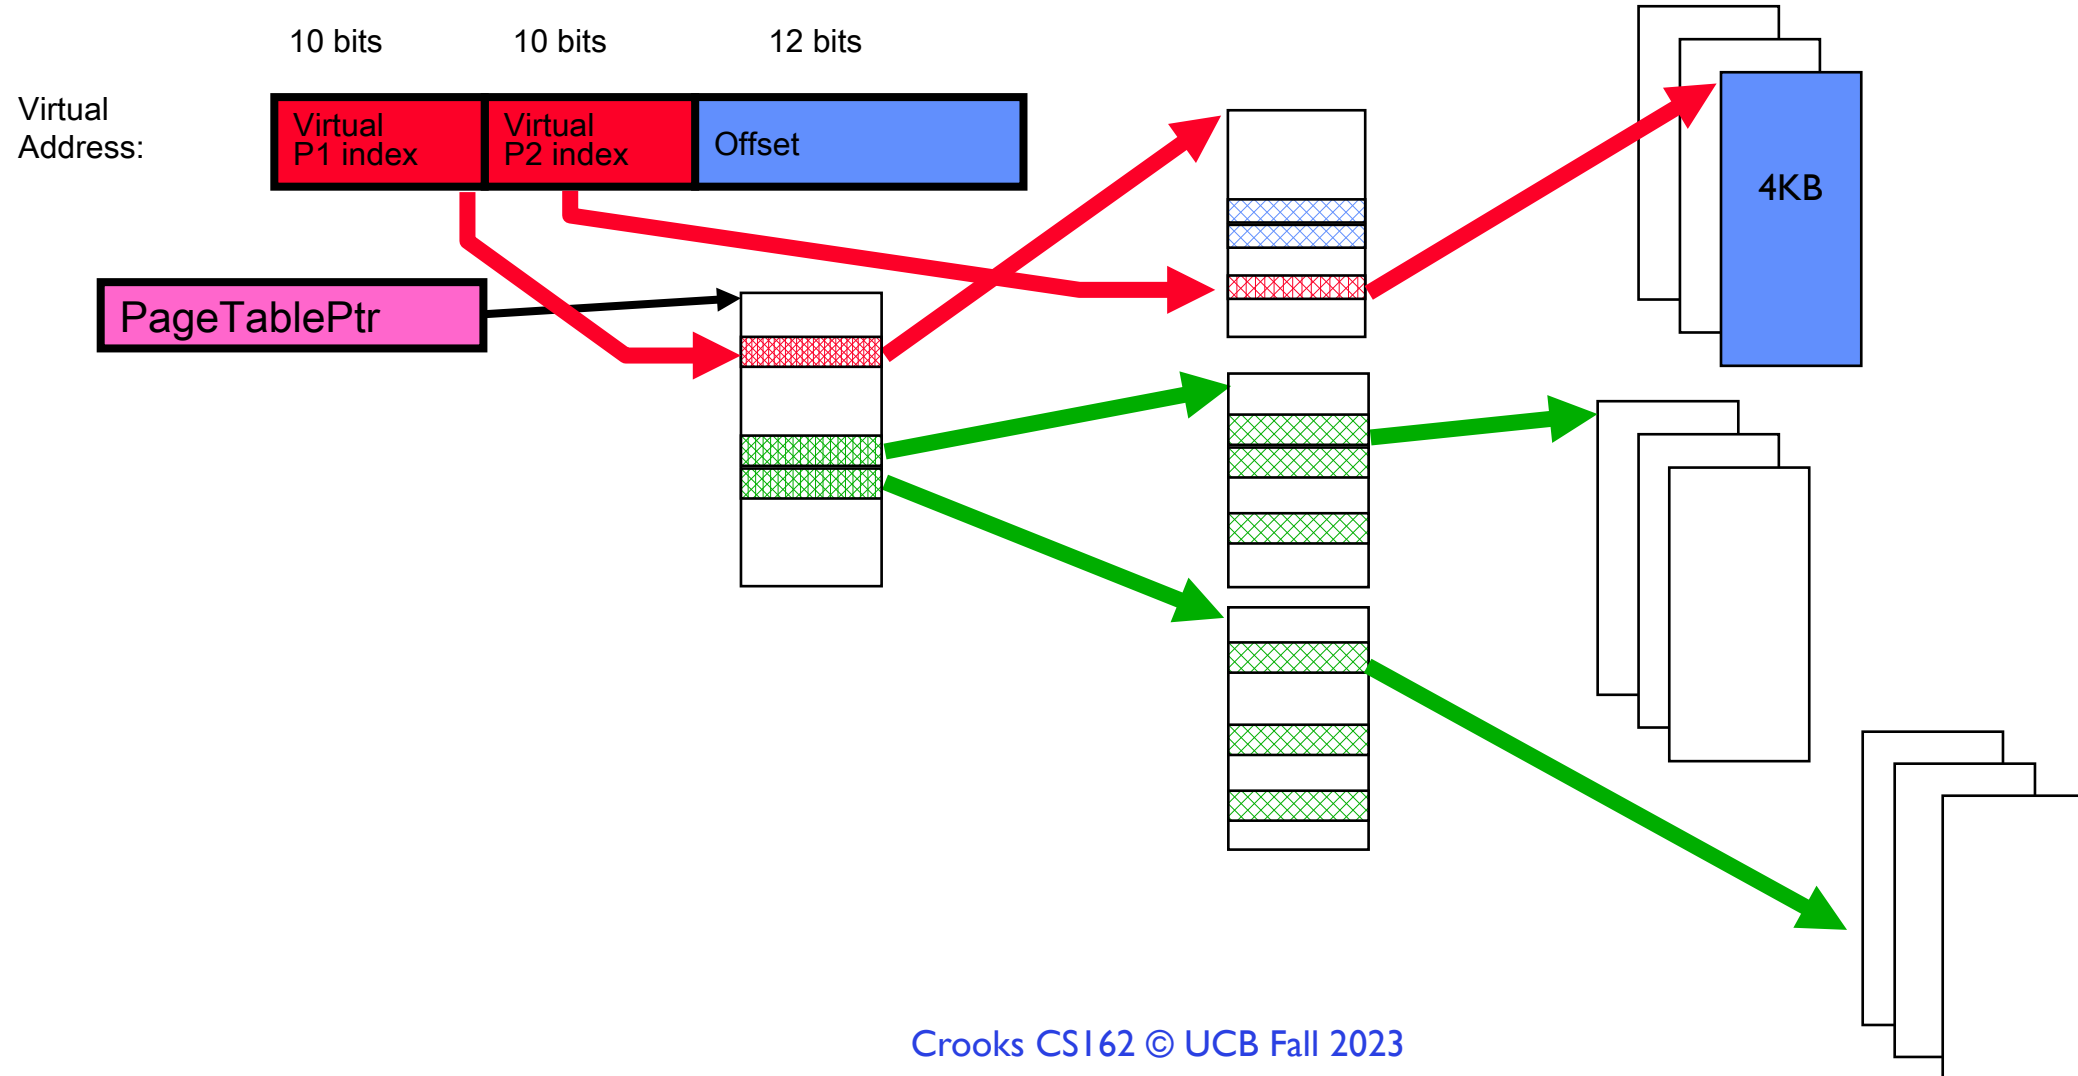 10 bits
10 bits
12 bits
Virtual
Address:
Virtual
P1 index
Virtual
P2 index
Offset
4KB
PageTablePtr
Crooks CS162 © UCB Fall 2023